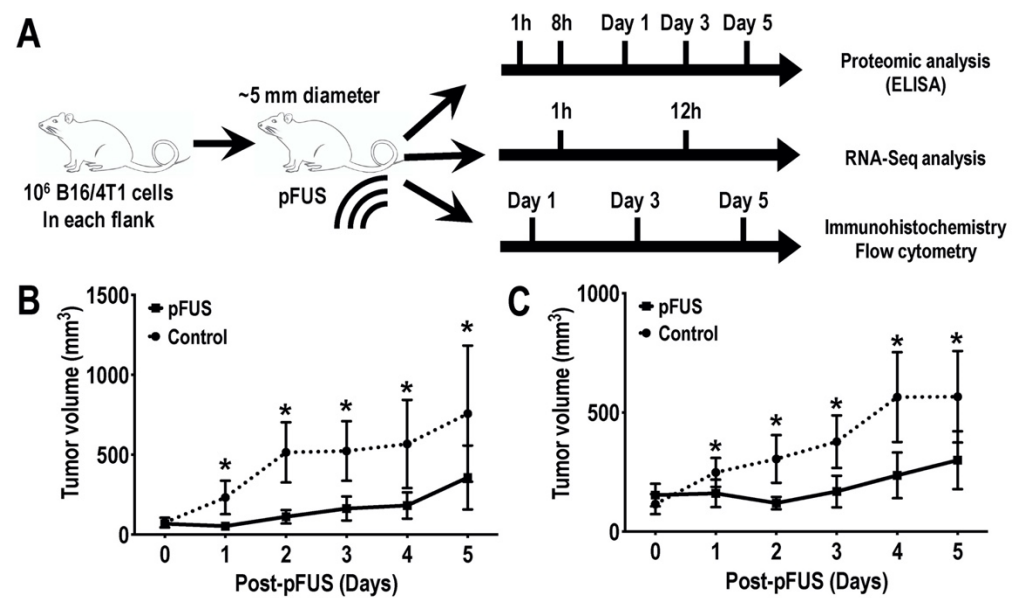 A
1h 8h Day 1 Day 3 Day 5
Proteomic analysis
(ELISA)
~5 mm diameter
1h 12h
RNA-Seq analysis
10⁶ B16/4T1 cells
In each flank
pFUS
Day 1 Day 3 Day 5
Immunohistochemistry
Flow cytometry
B
Tumor volume (mm³)
1500
1000
500
0
pFUS
Control
* * * * *
0 1 2 3 4 5
Post-pFUS (Days)
C
Tumor volume (mm³)
1000
500
0
pFUS
Control
* * * * *
0 1 2 3 4 5
Post-pFUS (Days)